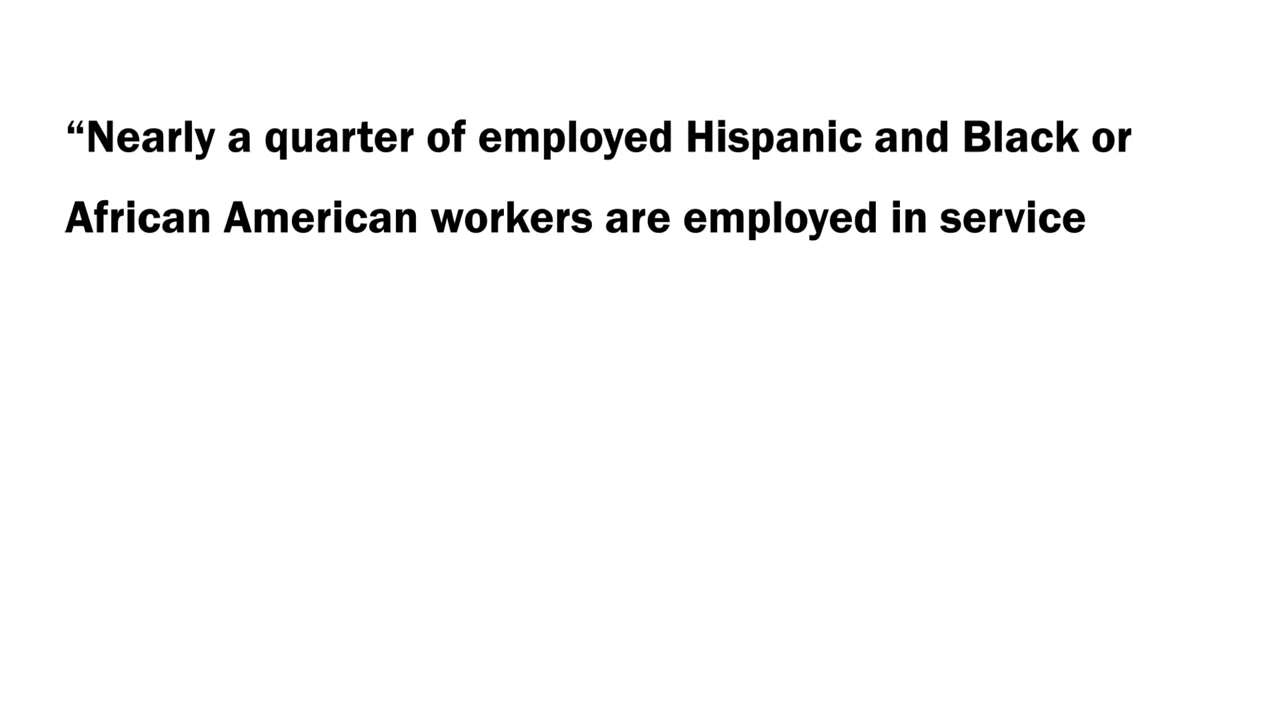 “Nearly a quarter of employed Hispanic and Black or
African American workers are employed in service